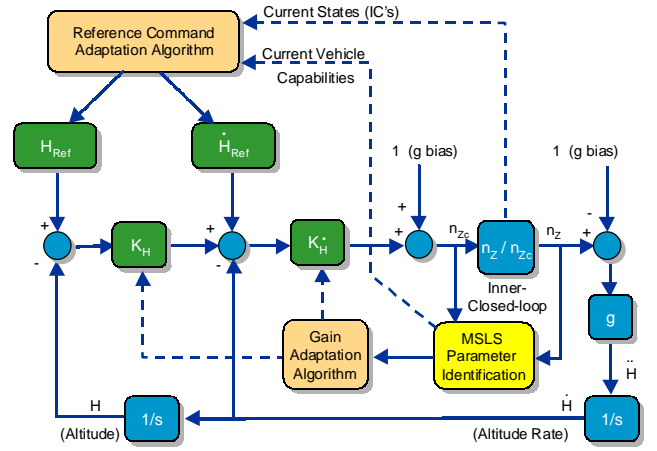 Current States (IC's)
Reference Command
Adaptation Algorithm
Current Vehicle
Capabilities
H_Ref
Ḣ_Ref
1 (g bias)
1 (g bias)
+
-
+
-
+
-
+
+
-
+
K_H
K_Ḣ
n_Zc
n_Z / n_Zc
n_Z
Inner-
Closed-loop
g
Gain
Adaptation
Algorithm
MSLS
Parameter
Identification
Ḧ
H
(Altitude)
1/s
Ḣ
(Altitude Rate)
1/s